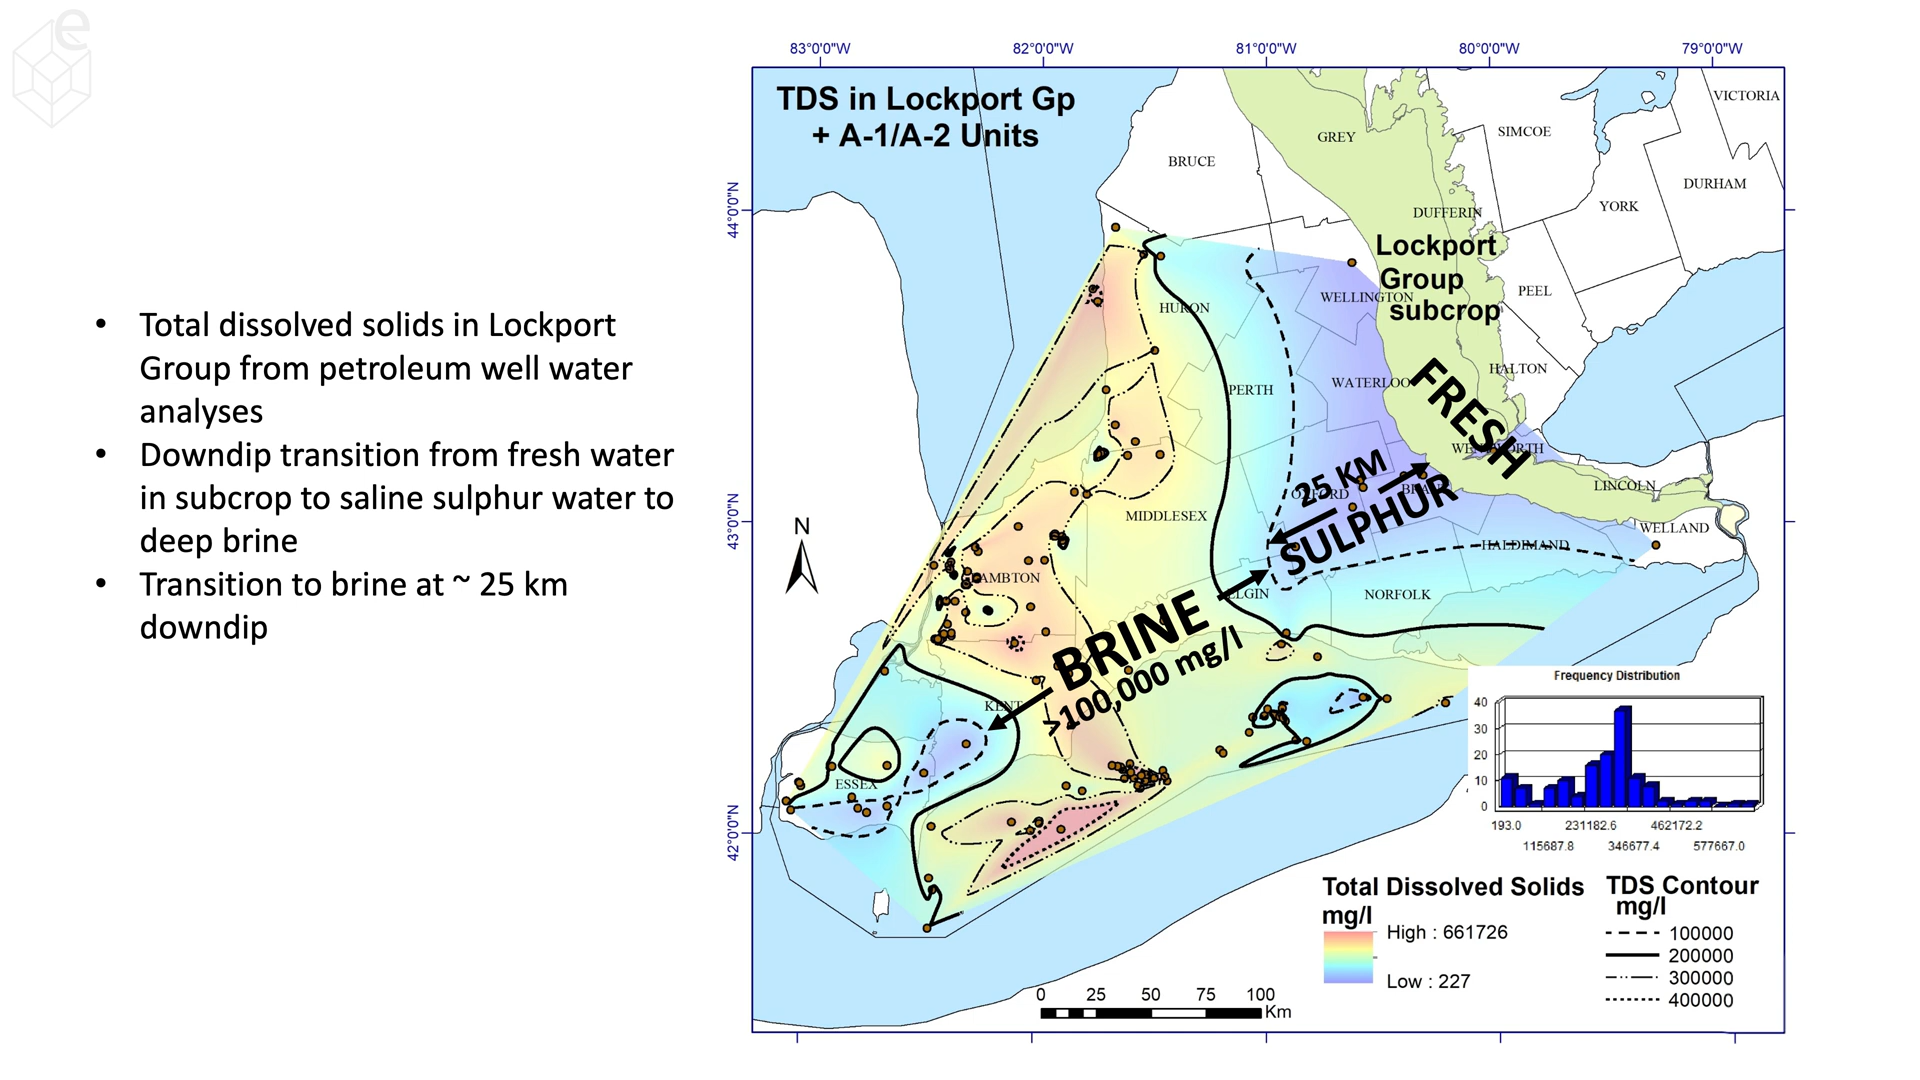 e
• Total dissolved solids in Lockport
Group from petroleum well water
analyses
• Downdip transition from fresh water
in subcrop to saline sulphur water to
deep brine
• Transition to brine at ~ 25 km
downdip
83°0'0"W 82°0'0"W 81°0'0"W 80°0'0"W 79°0'0"W
TDS in Lockport Gp
+ A-1/A-2 Units
VICTORIA
SIMCOE
GREY
BRUCE
DURHAM
44°0'0"N
YORK
DUFFERIN
Lockport
Group
subcrop
PEEL
WELLINGTON
HURON
HALTON
WATERLOO
PERTH
FRESH
WENTWORTH
25 KM
OXFORD
LINCOLN
MIDDLESEX
SULPHUR
WELLAND
HALDIMAND
43°0'0"N
N
LAMBTON
ELGIN
NORFOLK
BRINE
>100,000 mg/l
KENT
ESSEX
42°0'0"N
Frequency Distribution
40
30
20
10
0
193.0 231182.6 462172.2
115687.8 346677.4 577667.0
Total Dissolved Solids
mg/l
High : 661726
Low : 227
TDS Contour
mg/l
100000
200000
300000
400000
0 25 50 75 100
Km